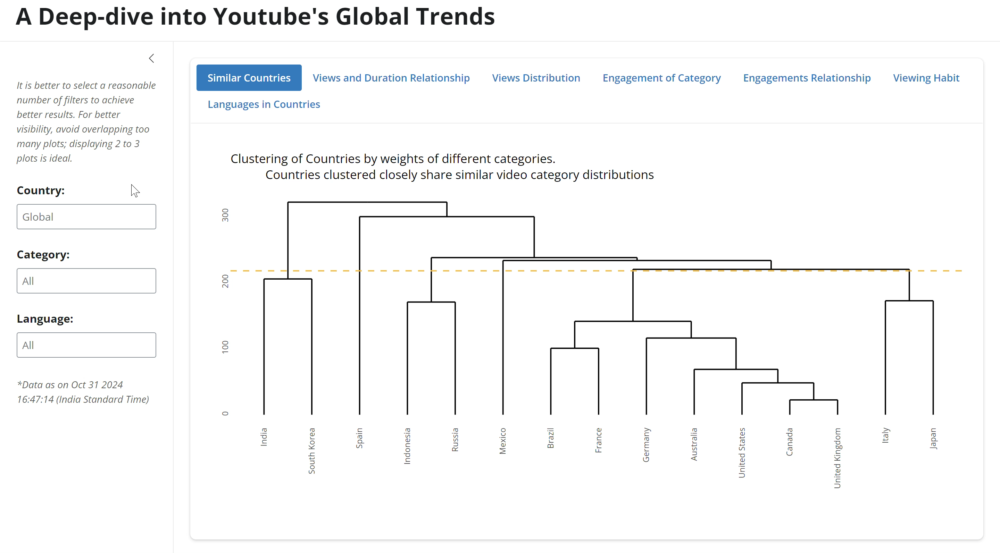 A Deep-dive into Youtube's Global Trends
It is better to select a reasonable
number of filters to achieve
better results. For better
visibility, avoid overlapping too
many plots; displaying 2 to 3
plots is ideal.
Country:
Global
Category:
All
Language:
All
*Data as on Oct 31 2024
16:47:14 (India Standard Time)
Similar Countries
Views and Duration Relationship
Views Distribution
Engagement of Category
Engagements Relationship
Viewing Habit
Languages in Countries
Clustering of Countries by weights of different categories.
Countries clustered closely share similar video category distributions
300
200
100
0
India
South Korea
Spain
Indonesia
Russia
Mexico
Brazil
France
Germany
Australia
United States
Canada
United Kingdom
Italy
Japan